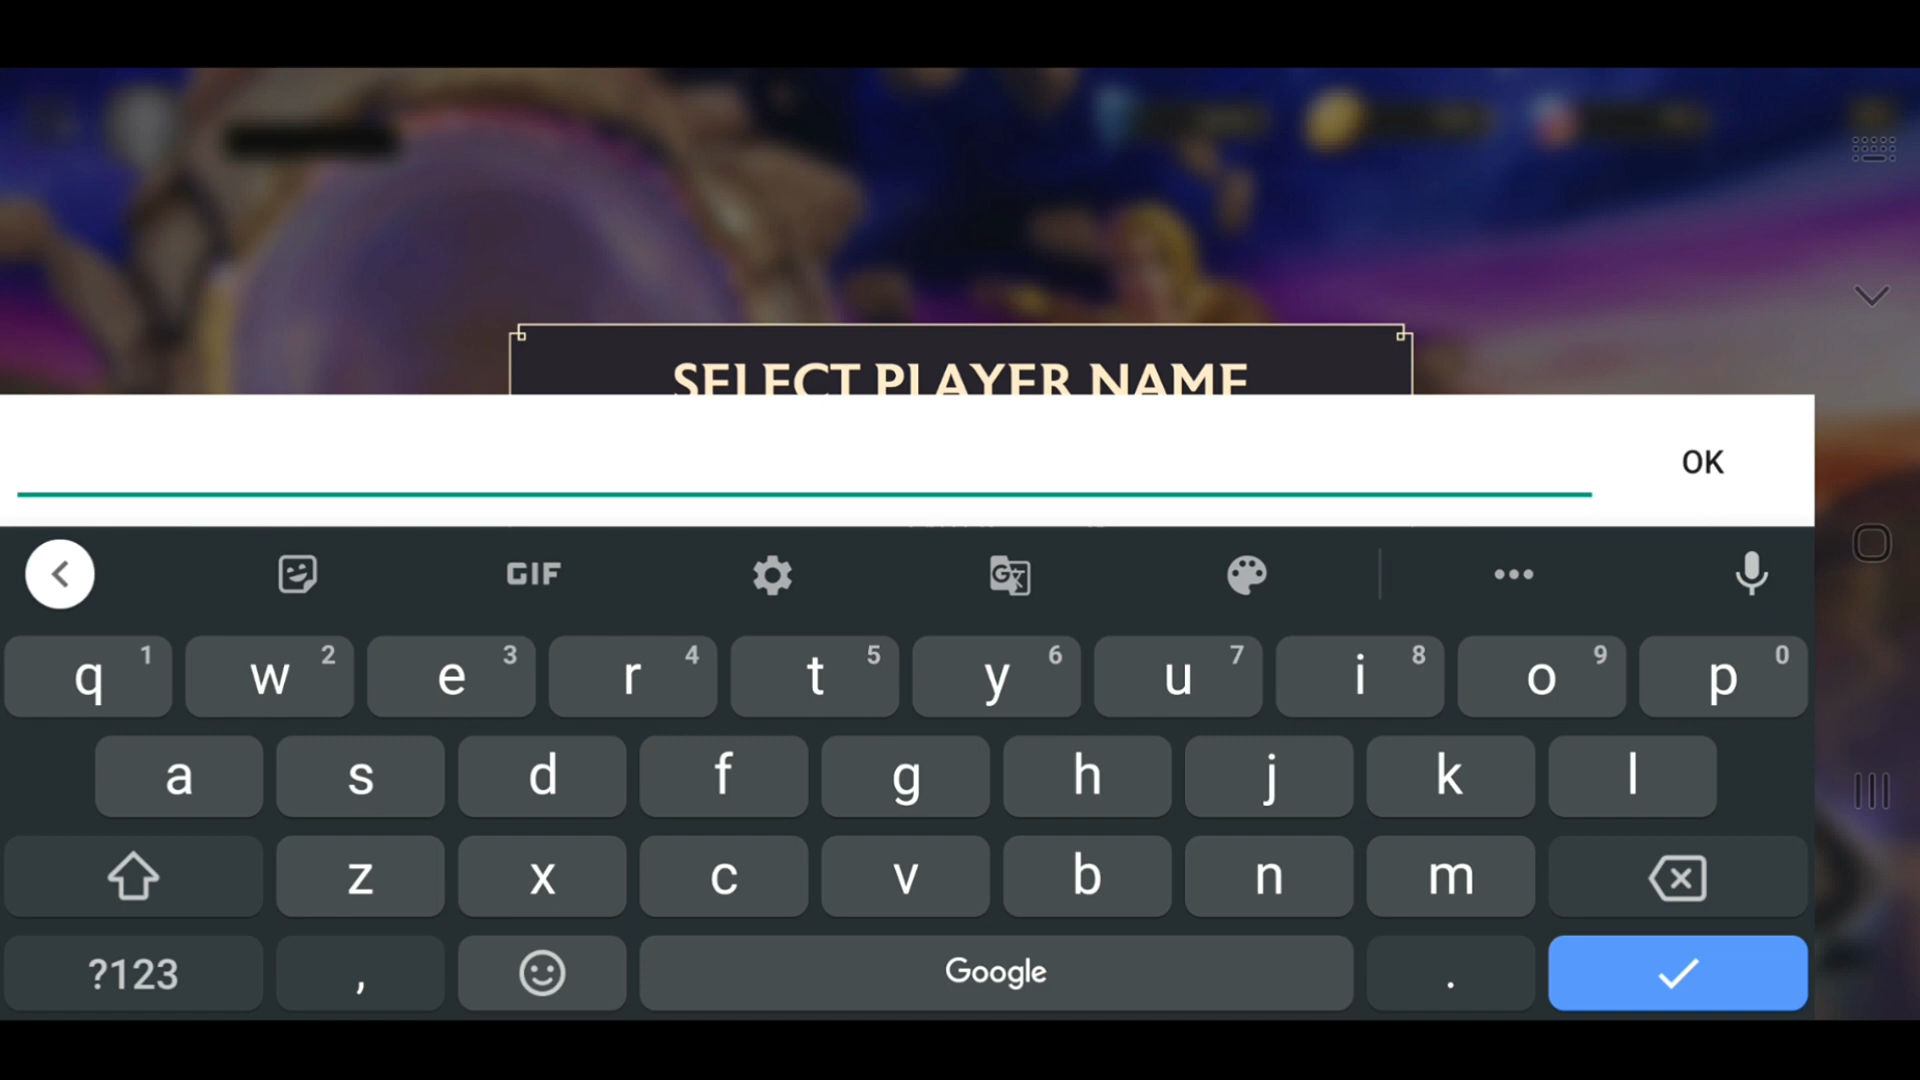 SELECT PLAYER NAME
OK
GIF
q 1 w 2 e 3 r 4 t 5 y 6 u 7 i 8 o 9 p 0
a s d f g h j k l
z x c v b n m
?123 , Google .